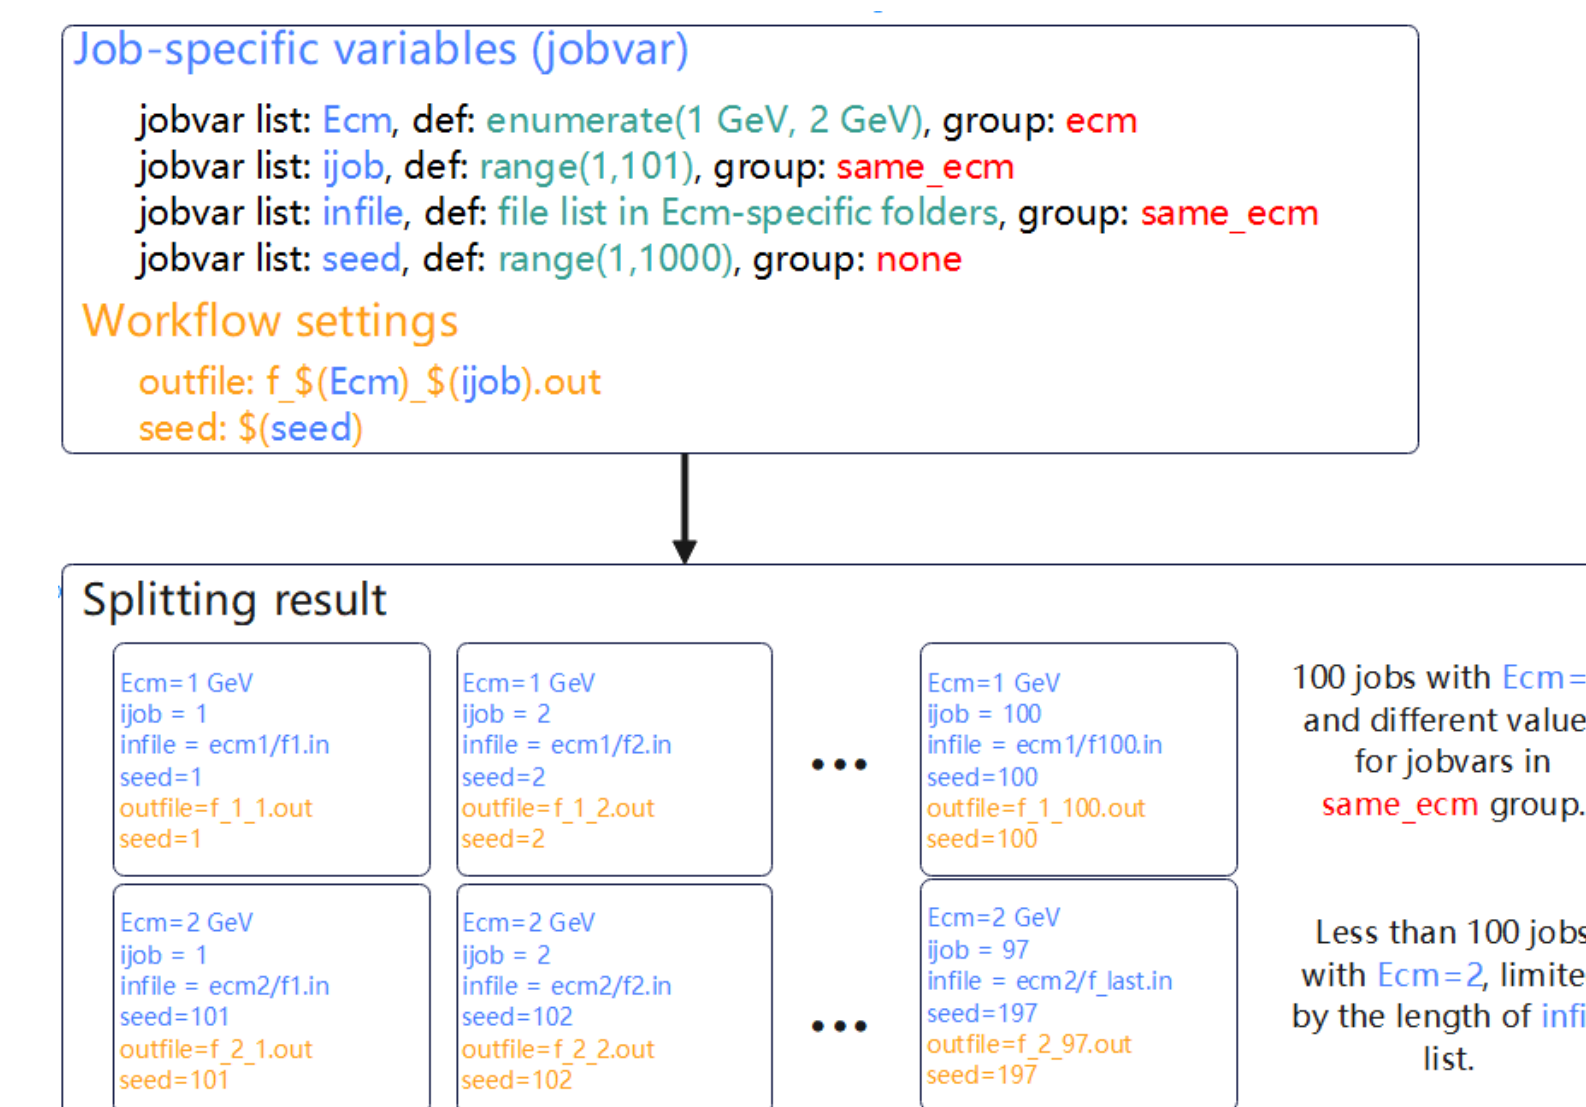 Job-specific variables (jobvar)
jobvar list: Ecm, def: enumerate(1 GeV, 2 GeV), group: ecm
jobvar list: ijob, def: range(1,101), group: same_ecm
jobvar list: infile, def: file list in Ecm-specific folders, group: same_ecm
jobvar list: seed, def: range(1,1000), group: none
Workflow settings
outfile: f_$(Ecm)_$(ijob).out
seed: $(seed)
Splitting result
Ecm=1 GeV
ijob = 1
infile = ecm1/f1.in
seed=1
outfile=f_1_1.out
seed=1
Ecm=1 GeV
ijob = 2
infile = ecm1/f2.in
seed=2
outfile=f_1_2.out
seed=2
•••
Ecm=1 GeV
ijob = 100
infile = ecm1/f100.in
seed=100
outfile=f_1_100.out
seed=100
100 jobs with Ecm=
and different value
for jobvars in
same_ecm group.
Ecm=2 GeV
ijob = 1
infile = ecm2/f1.in
seed=101
outfile=f_2_1.out
seed=101
Ecm=2 GeV
ijob = 2
infile = ecm2/f2.in
seed=102
outfile=f_2_2.out
seed=102
•••
Ecm=2 GeV
ijob = 97
infile = ecm2/f_last.in
seed=197
outfile=f_2_97.out
seed=197
Less than 100 jobs
with Ecm=2, limite
by the length of infi
list.